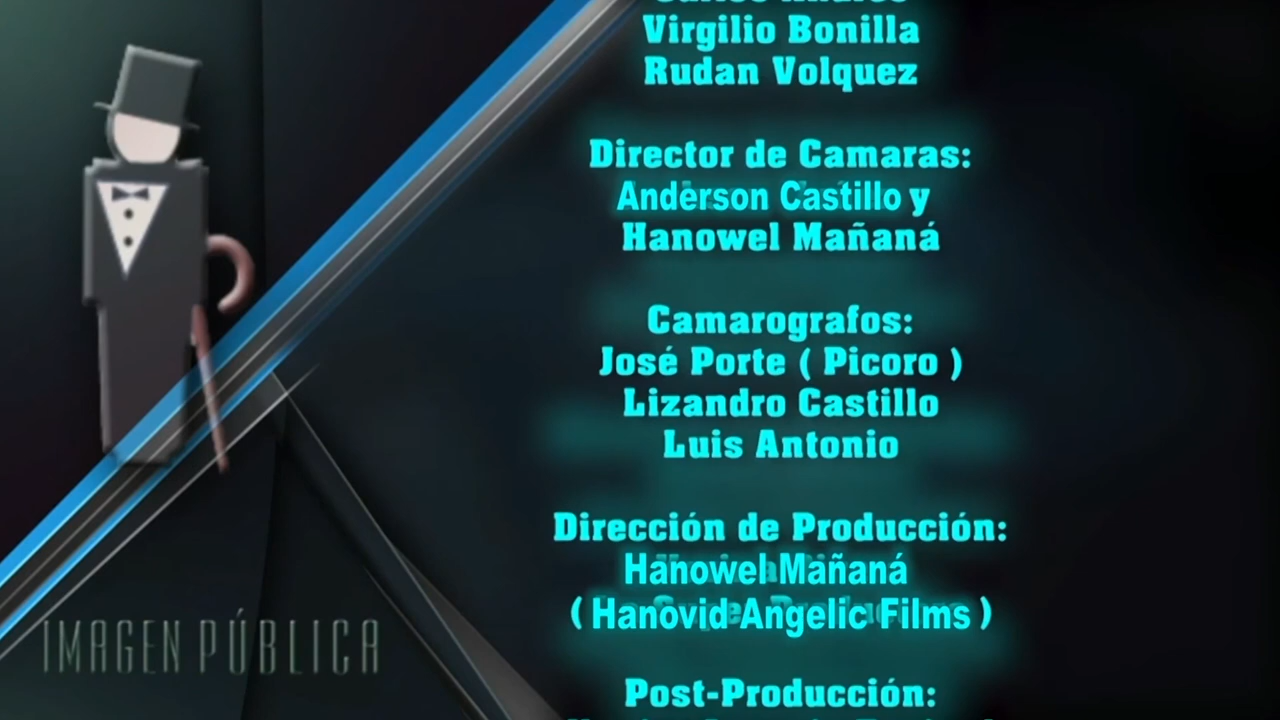 Virgilio Bonilla
Rudan Volquez
Director de Camaras:
Anderson Castillo y
Hanowel Mañaná
Camarografos:
José Porte ( Picoro )
Lizandro Castillo
Luis Antonio
Dirección de Producción:
Hanowel Mañaná
( Hanovid Angelic Films )
Post-Producción:
IMAGEN PÚBLICA